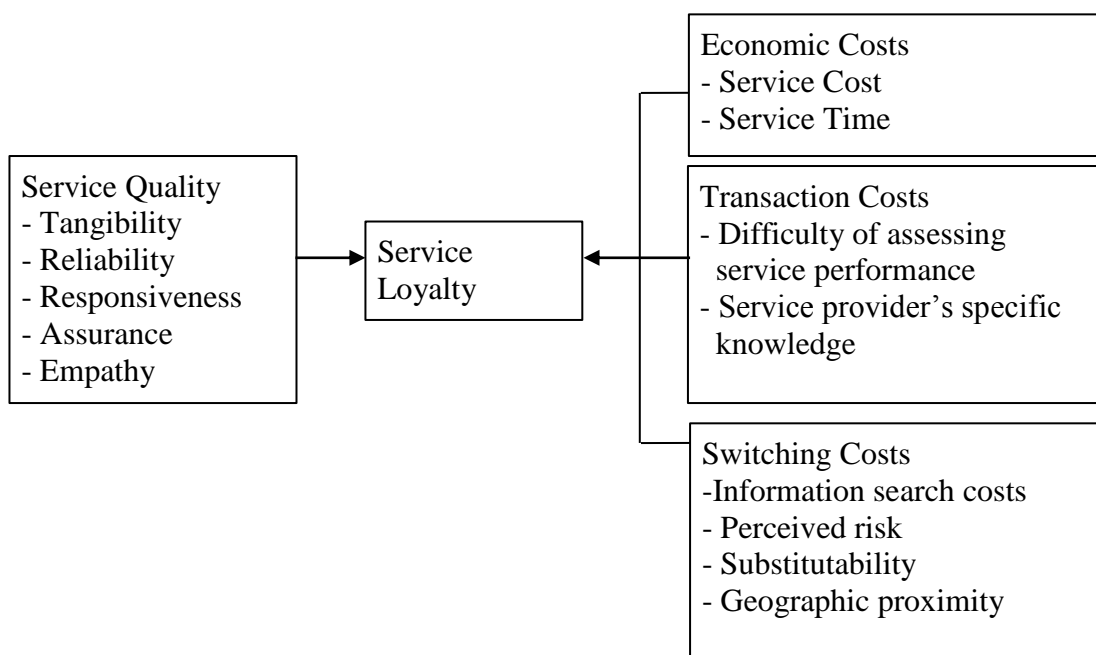 Service Quality
- Tangibility
- Reliability
- Responsiveness
- Assurance
- Empathy
Service
Loyalty
Economic Costs
- Service Cost
- Service Time
Transaction Costs
- Difficulty of assessing
service performance
- Service provider’s specific
knowledge
Switching Costs
-Information search costs
- Perceived risk
- Substitutability
- Geographic proximity